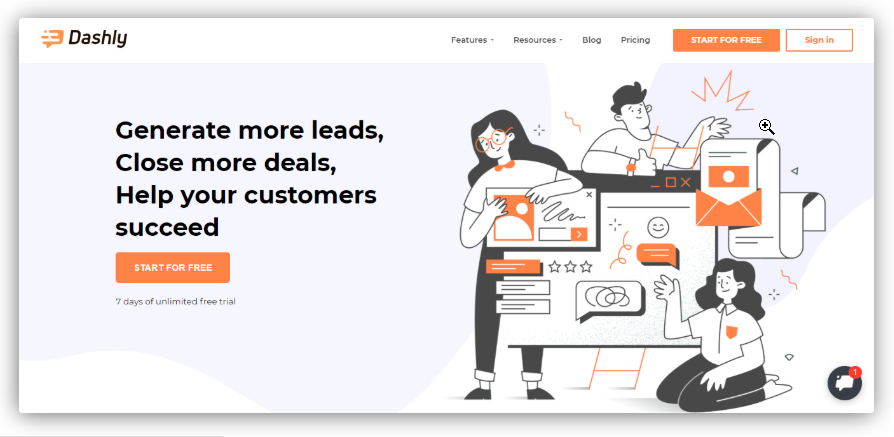 Dashly
Features
Resources
Blog
Pricing
START FOR FREE
Sign in
Generate more leads,
Close more deals,
Help your customers
succeed
START FOR FREE
7 days of unlimited free trial
1